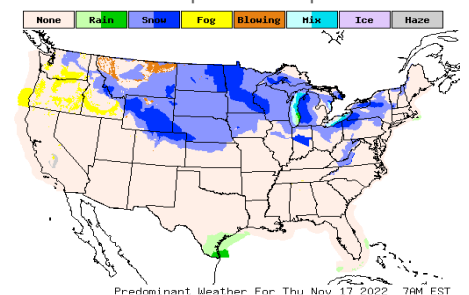 None Rain Snow Fog Blowing Mix Ice Haze
Predominant Weather For Thu Nov 17 2022 7AM EST